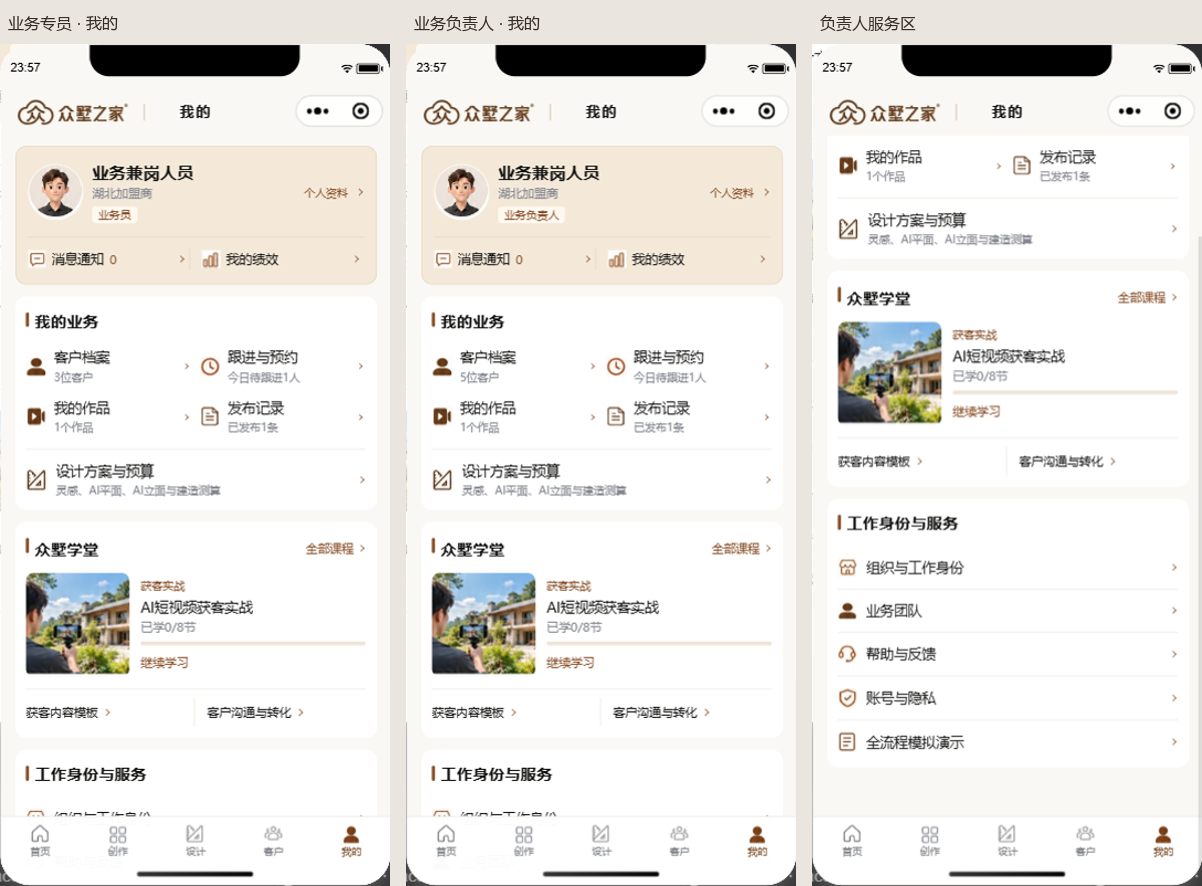 业务专员 · 我的
23:57
众墅之家
我的
业务兼岗人员
湖北加盟商
业务员
个人资料
消息通知 0
我的绩效
我的业务
客户档案
3位客户
跟进与预约
今日待跟进1人
我的作品
1个作品
发布记录
已发布1条
设计方案与预算
灵感、AI平面、AI立面与建造测算
众墅学堂
全部课程
获客实战
AI短视频获客实战
已学0/8节
继续学习
获客内容模板
客户沟通与转化
工作身份与服务
组织与工作身份
首页
创作
设计
客户
我的
业务负责人 · 我的
23:57
众墅之家
我的
业务兼岗人员
湖北加盟商
业务负责人
个人资料
消息通知 0
我的绩效
我的业务
客户档案
5位客户
跟进与预约
今日待跟进1人
我的作品
1个作品
发布记录
已发布1条
设计方案与预算
灵感、AI平面、AI立面与建造测算
众墅学堂
全部课程
获客实战
AI短视频获客实战
已学0/8节
继续学习
获客内容模板
客户沟通与转化
工作身份与服务
组织与工作身份
首页
创作
设计
客户
我的
负责人服务区
23:57
众墅之家
我的
我的作品
1个作品
发布记录
已发布1条
设计方案与预算
灵感、AI平面、AI立面与建造测算
众墅学堂
全部课程
获客实战
AI短视频获客实战
已学0/8节
继续学习
获客内容模板
客户沟通与转化
工作身份与服务
组织与工作身份
业务团队
帮助与反馈
账号与隐私
全流程模拟演示
首页
创作
设计
客户
我的